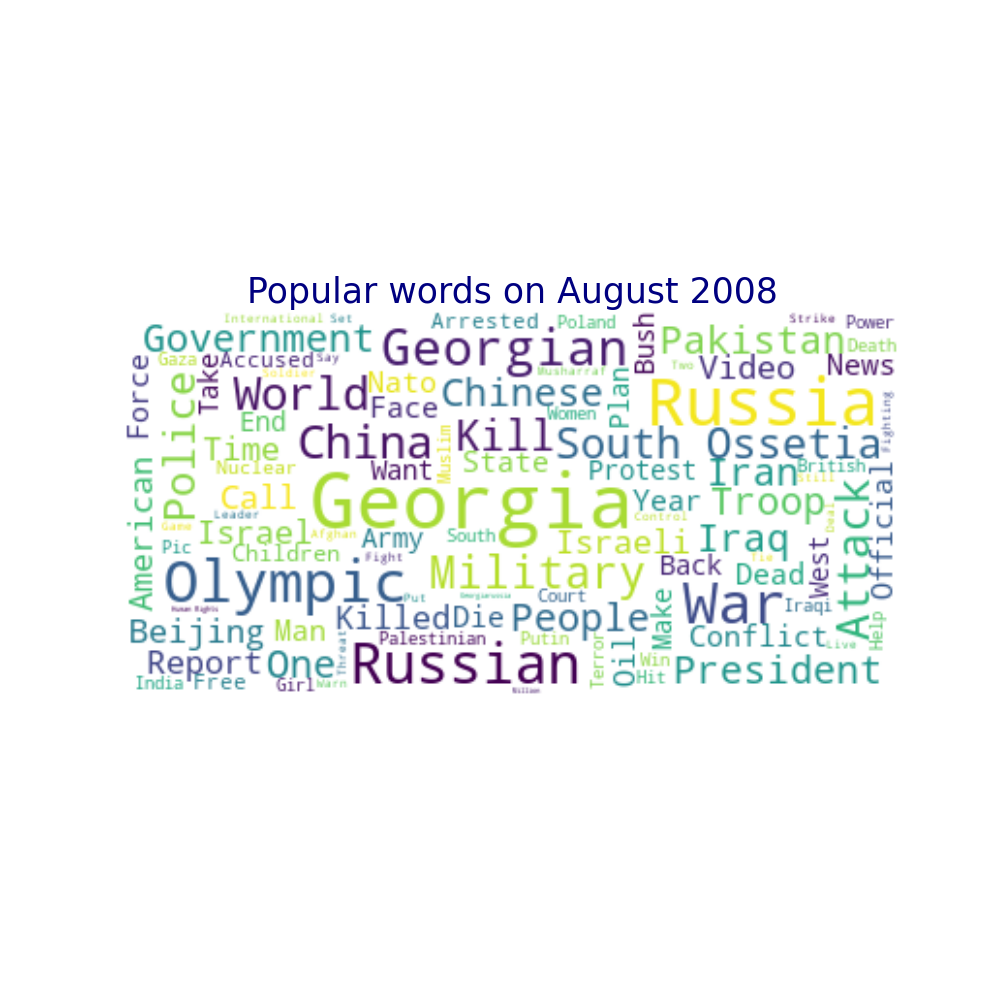 Popular words on August 2008
International Set
Arrested
Poland
Strike
Power
Government
Georgian
Bush
Pakistan
Death
Gaza
Take
Accused
Say
Soldier
Musharraf
Two
Video
News
Force
Police
World
Nato
Face
Chinese
Women
Plan
Russia
Fighting
End
Time
China
Muslim
Kill
South Ossetia
Nuclear
Want
State
Protest
Iran
British
Still
American
Call
Georgia
Year
Troop
Attack
Official
Leader
Control
Deal
Game
Israel
Afghan
Army
South
Israeli
Iraq
Pic
Children
Fight
Back
Tie
Dead
West
Olympic
Put
Military
Georgianrussia
Court
War
Iraqi
Human Rights
Killed
Die
People
Make
Help
Beijing
Man
Threat
Palestinian
Putin
Terror
Oil
Conflict
Live
Report
One
Russian
Win
President
India
Free
Girl
Warn
Hit
Billion